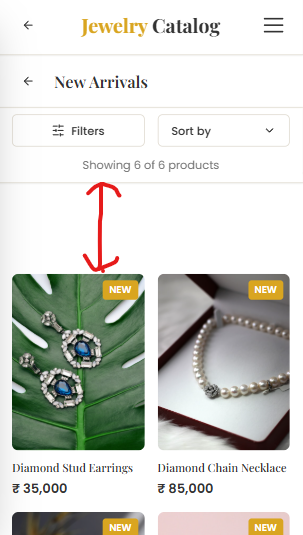 Jewelry Catalog
New Arrivals
Filters
Sort by
Showing 6 of 6 products
NEW
NEW
Diamond Stud Earrings
Diamond Chain Necklace
₹ 35,000
₹ 85,000
NEW
NEW